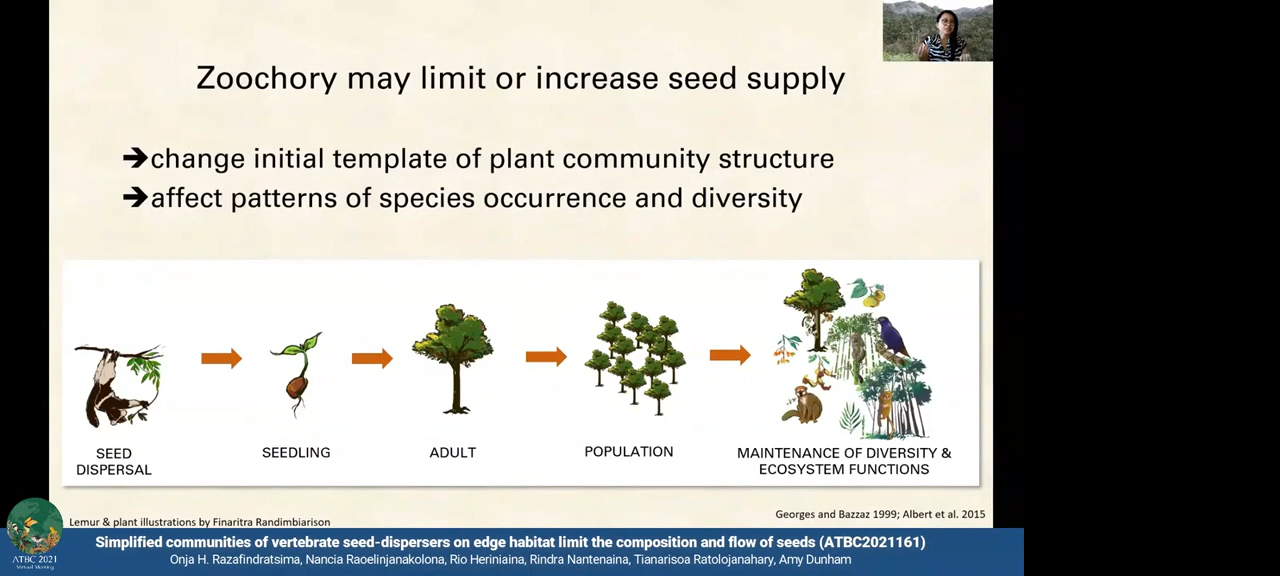 Zoochory may limit or increase seed supply
➔change initial template of plant community structure
➔affect patterns of species occurrence and diversity
SEED
DISPERSAL
SEEDLING
ADULT
POPULATION
MAINTENANCE OF DIVERSITY &
ECOSYSTEM FUNCTIONS
Lemur & plant illustrations by Finaritra Randimbiarison
Georges and Bazzaz 1999; Albert et al. 2015
ATBC 2021
Virtual Meeting
Simplified communities of vertebrate seed-dispersers on edge habitat limit the composition and flow of seeds (ATBC2021161)
Onja H. Razafindratsima, Nancia Raoelinjanakolona, Rio Heriniaina, Rindra Nantenaina, Tianarisoa Ratolojanahary, Amy Dunham